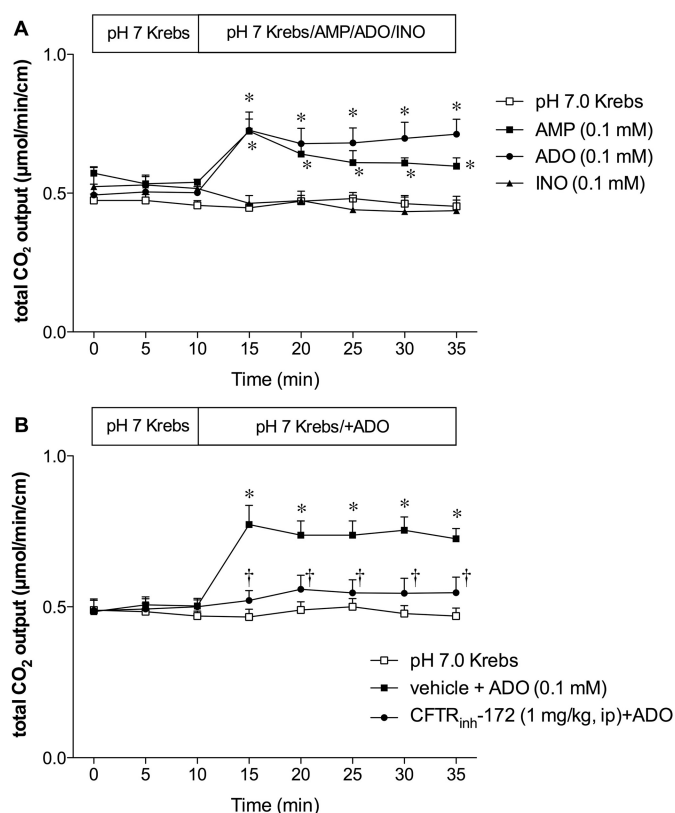 A
pH 7 Krebs
pH 7 Krebs/AMP/ADO/INO
total CO2 output (μmol/min/cm)
1.0
0.5
0.0
* * * * *
* * * * *
pH 7.0 Krebs
AMP (0.1 mM)
ADO (0.1 mM)
INO (0.1 mM)
0 5 10 15 20 25 30 35
Time (min)
B
pH 7 Krebs
pH 7 Krebs/+ADO
total CO2 output (μmol/min/cm)
1.0
0.5
0.0
* * * * *
† † † † †
pH 7.0 Krebs
vehicle + ADO (0.1 mM)
CFTRinh-172 (1 mg/kg, ip)+ADO
0 5 10 15 20 25 30 35
Time (min)